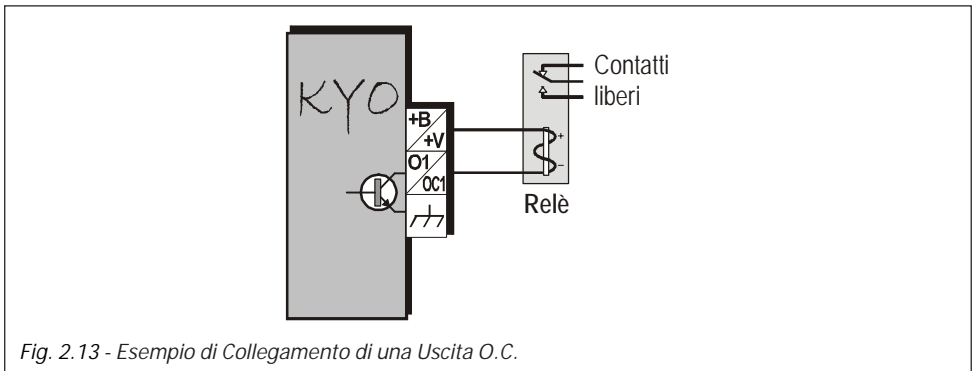 KYO
+B
+V
O1
OC1
Contatti
liberi
+
-
Relè
Fig. 2.13 - Esempio di Collegamento di una Uscita O.C.